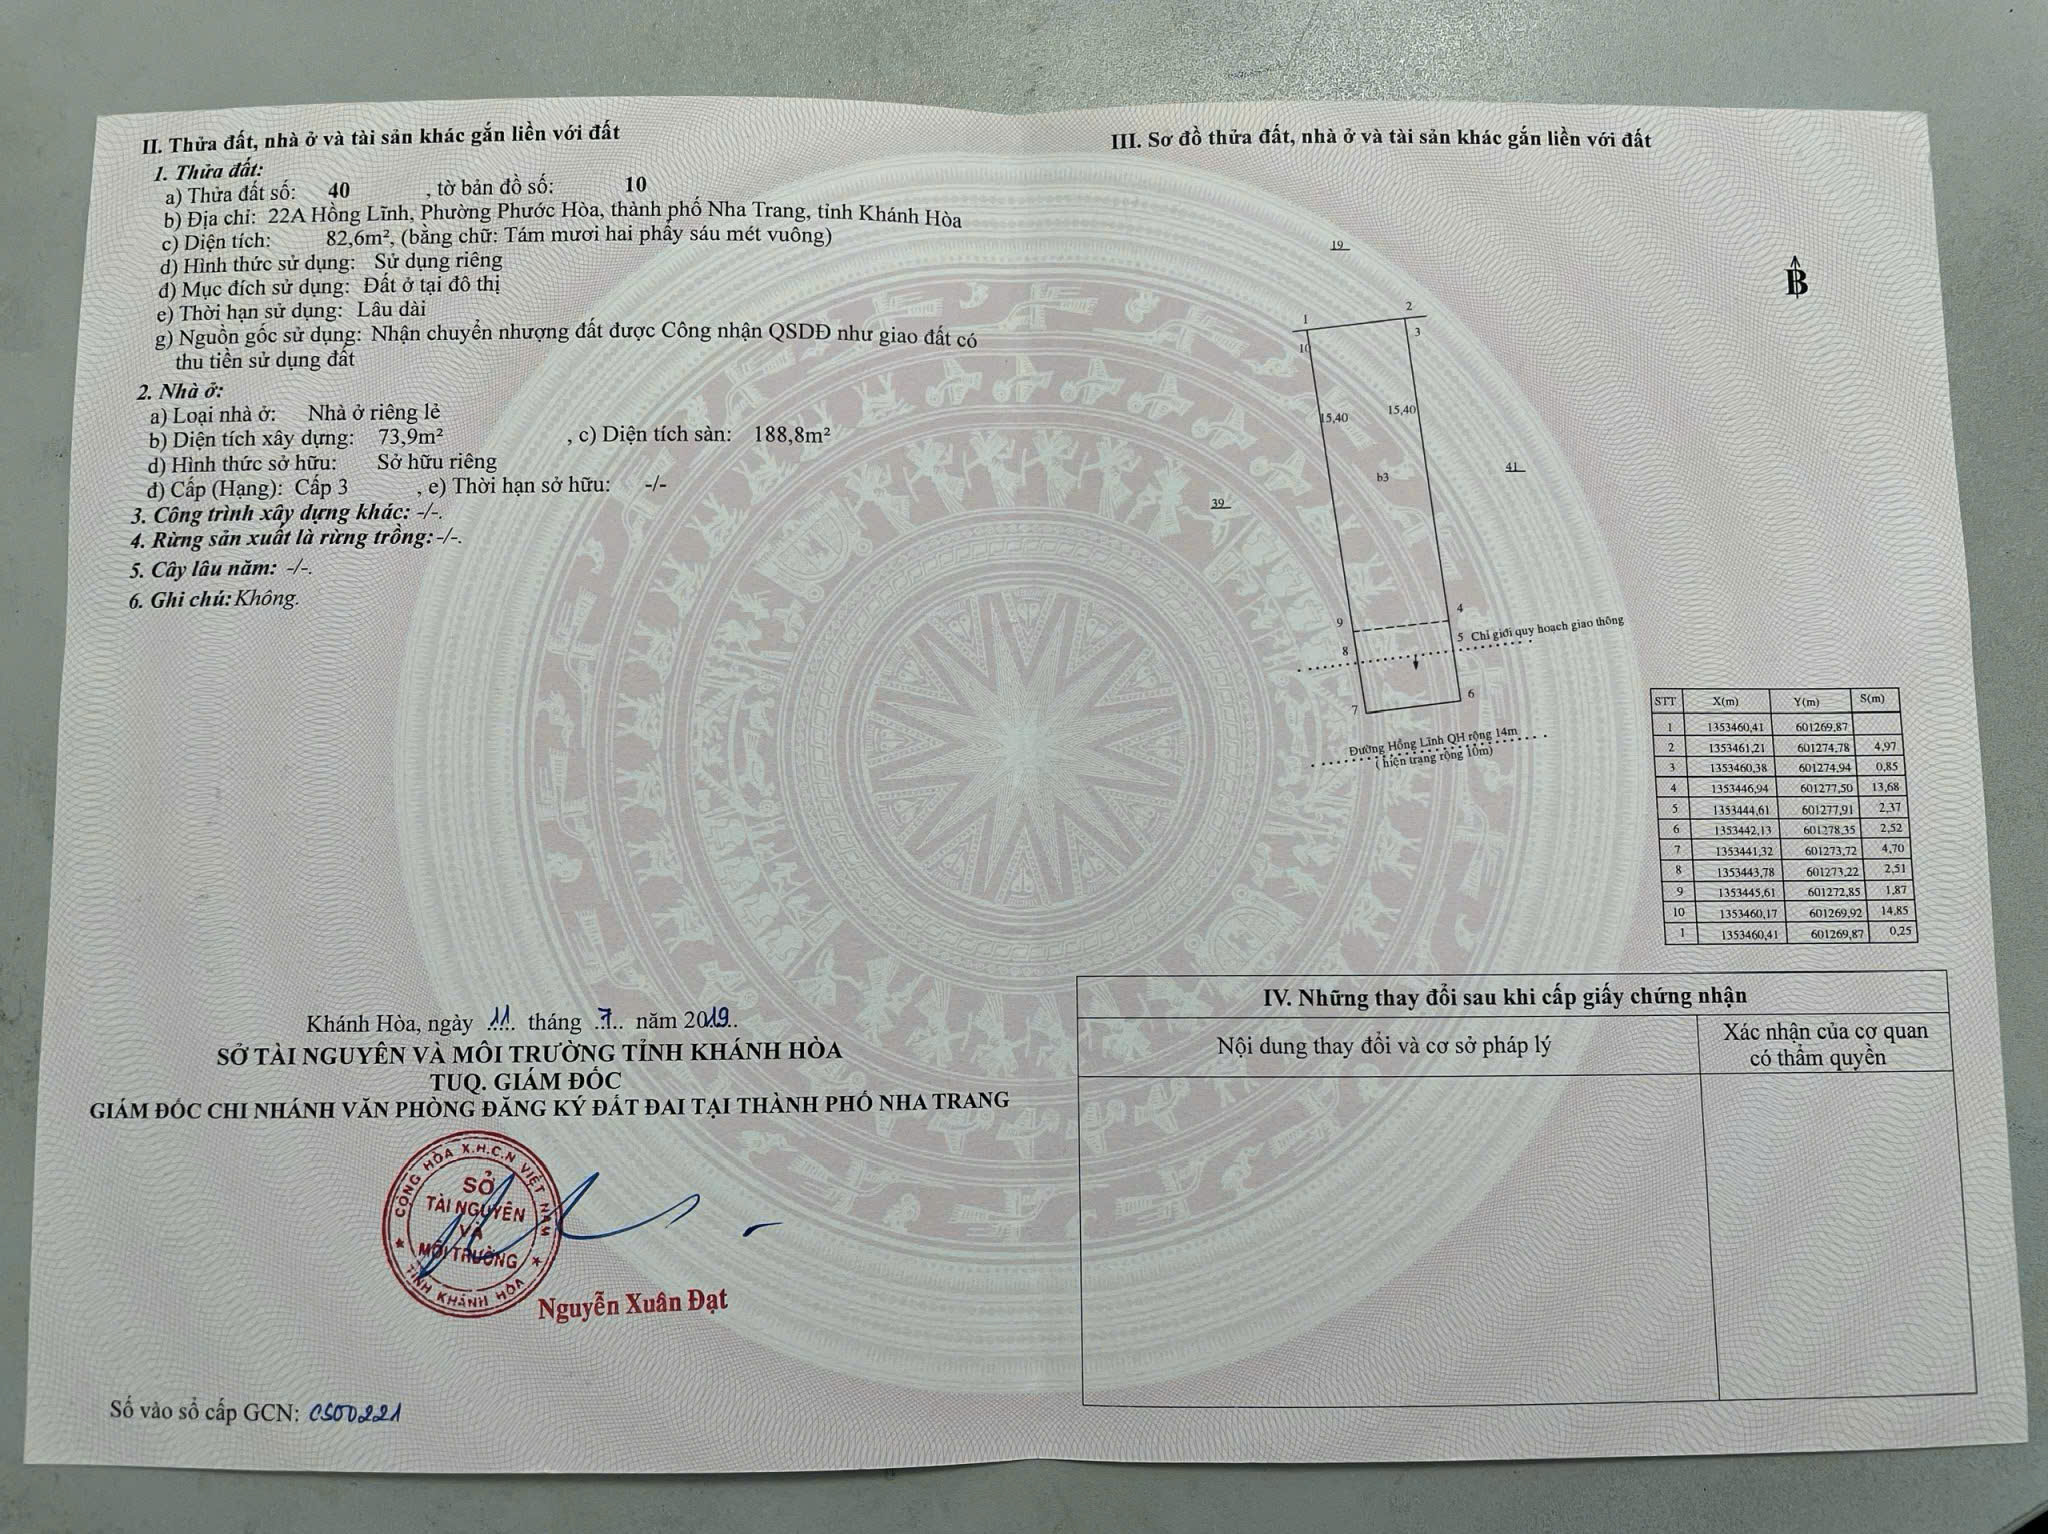 II. Thửa đất, nhà ở và tài sản khác gắn liền với đất
1. Thửa đất:
a) Thửa đất số: 40 , tờ bản đồ số: 10
b) Địa chỉ: 22A Hồng Lĩnh, Phường Phước Hòa, thành phố Nha Trang, tỉnh Khánh Hòa
c) Diện tích: 82,6m², (bằng chữ: Tám mươi hai phẩy sáu mét vuông)
d) Hình thức sử dụng: Sử dụng riêng
đ) Mục đích sử dụng: Đất ở tại đô thị
e) Thời hạn sử dụng: Lâu dài
g) Nguồn gốc sử dụng: Nhận chuyển nhượng đất được Công nhận QSDĐ như giao đất có
thu tiền sử dụng đất
2. Nhà ở:
a) Loại nhà ở: Nhà ở riêng lẻ
b) Diện tích xây dựng: 73,9m² , c) Diện tích sàn: 188,8m²
d) Hình thức sở hữu: Sở hữu riêng
đ) Cấp (Hạng): Cấp 3 , e) Thời hạn sở hữu: -/-
3. Công trình xây dựng khác: -/-.
4. Rừng sản xuất là rừng trồng: -/-.
5. Cây lâu năm: -/-.
6. Ghi chú: Không.
Khánh Hòa, ngày 11 tháng 7 năm 2019
SỞ TÀI NGUYÊN VÀ MÔI TRƯỜNG TỈNH KHÁNH HÒA
TUQ. GIÁM ĐỐC
GIÁM ĐỐC CHI NHÁNH VĂN PHÒNG ĐĂNG KÝ ĐẤT ĐAI TẠI THÀNH PHỐ NHA TRANG
CỘNG HÒA X.H.C.N VIỆT NAM
SỞ
TÀI NGUYÊN
VÀ
MÔI TRƯỜNG
TỈNH KHÁNH HÒA
Nguyễn Xuân Đạt
Số vào sổ cấp GCN: CS00221
III. Sơ đồ thửa đất, nhà ở và tài sản khác gắn liền với đất
19
B
1
2
3
10
15,40
15,40
b3
41
39
9
4
8
5 Chỉ giới quy hoạch giao thông
7
6
Đường Hồng Lĩnh QH rộng 14m
( hiện trạng rộng 10m)
STT X(m) Y(m) S(m)
1 1353460,41 601269,87
2 1353461,21 601274,78 4,97
3 1353460,38 601274,94 0,85
4 1353446,94 601277,50 13,68
5 1353444,61 601277,91 2,37
6 1353442,13 601278,35 2,52
7 1353441,32 601273,72 4,70
8 1353443,78 601273,22 2,51
9 1353445,61 601272,85 1,87
10 1353460,17 601269,92 14,85
1 1353460,41 601269,87 0,25
IV. Những thay đổi sau khi cấp giấy chứng nhận
Nội dung thay đổi và cơ sở pháp lý
Xác nhận của cơ quan
có thẩm quyền